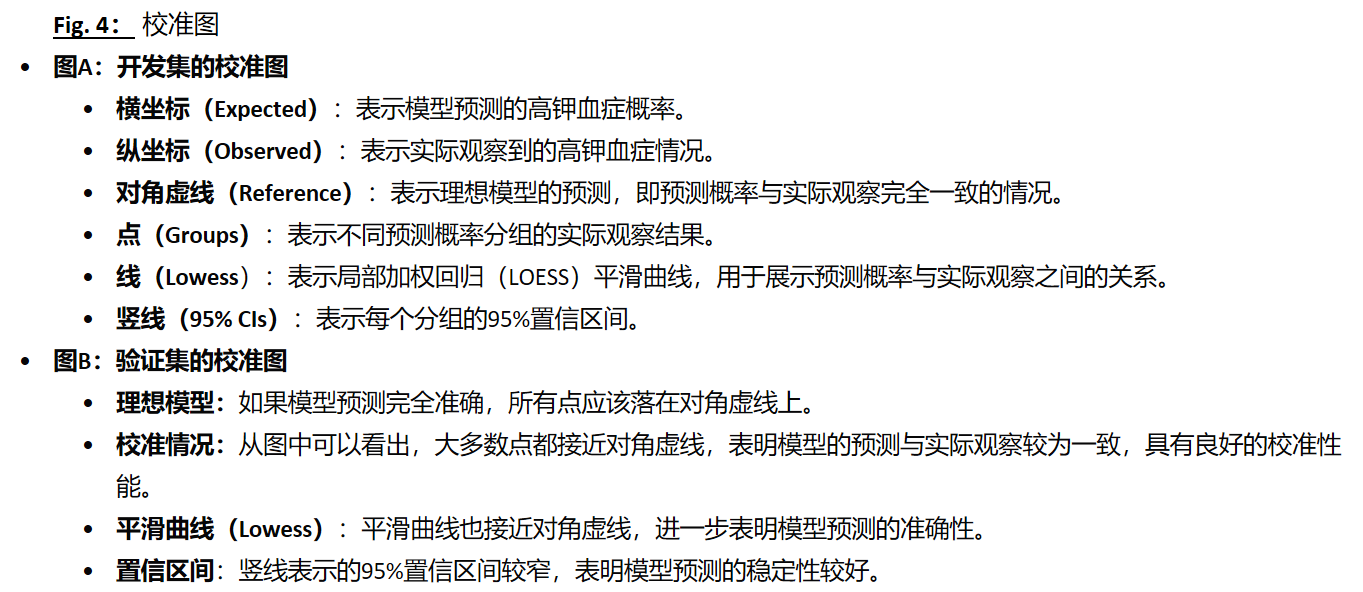 Fig. 4： 校准图
• 图A：开发集的校准图
• 横坐标（Expected）：表示模型预测的高钾血症概率。
• 纵坐标（Observed）：表示实际观察到的高钾血症情况。
• 对角虚线（Reference）：表示理想模型的预测，即预测概率与实际观察完全一致的情况。
• 点（Groups）：表示不同预测概率分组的实际观察结果。
• 线（Lowess）：表示局部加权回归（LOESS）平滑曲线，用于展示预测概率与实际观察之间的关系。
• 竖线（95% CIs）：表示每个分组的95%置信区间。
• 图B：验证集的校准图
• 理想模型：如果模型预测完全准确，所有点应该落在对角虚线上。
• 校准情况：从图中可以看出，大多数点都接近对角虚线，表明模型的预测与实际观察较为一致，具有良好的校准性
能。
• 平滑曲线（Lowess）：平滑曲线也接近对角虚线，进一步表明模型预测的准确性。
• 置信区间：竖线表示的95%置信区间较窄，表明模型预测的稳定性较好。